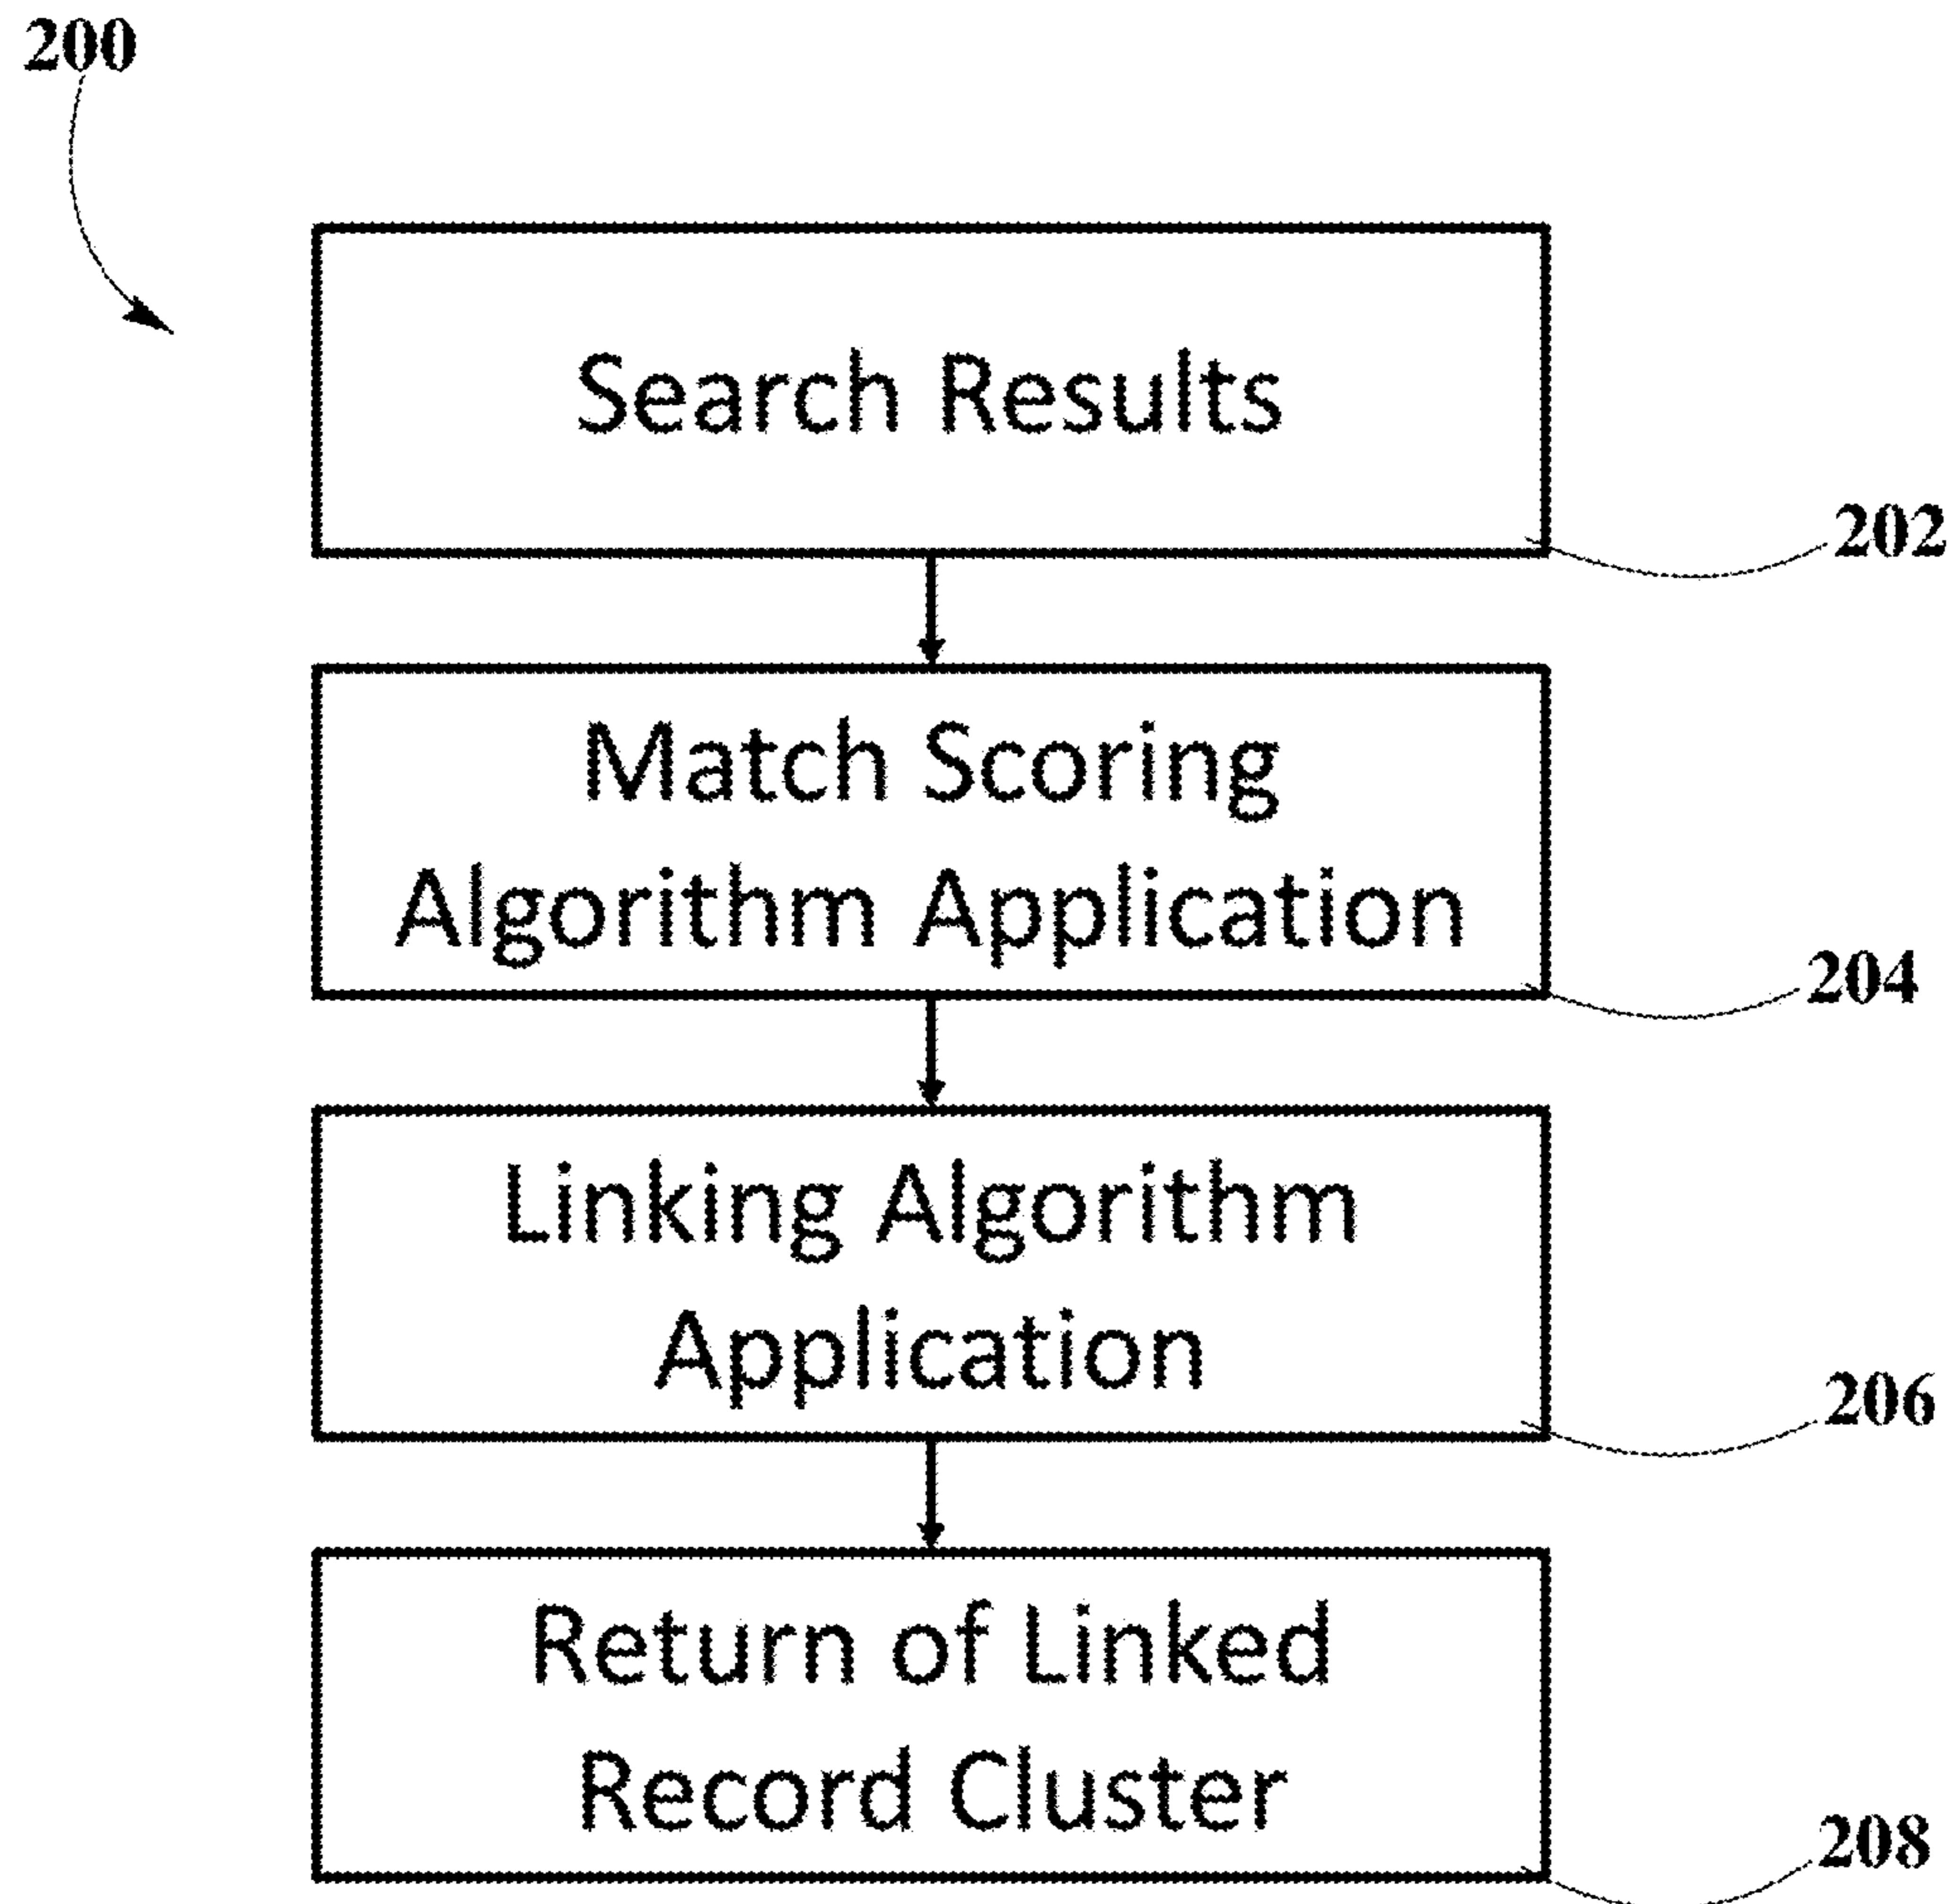 200
Search Results
202
Match Scoring
Algorithm Application
204
Linking Algorithm
Application
206
Return of Linked
Record Cluster
208